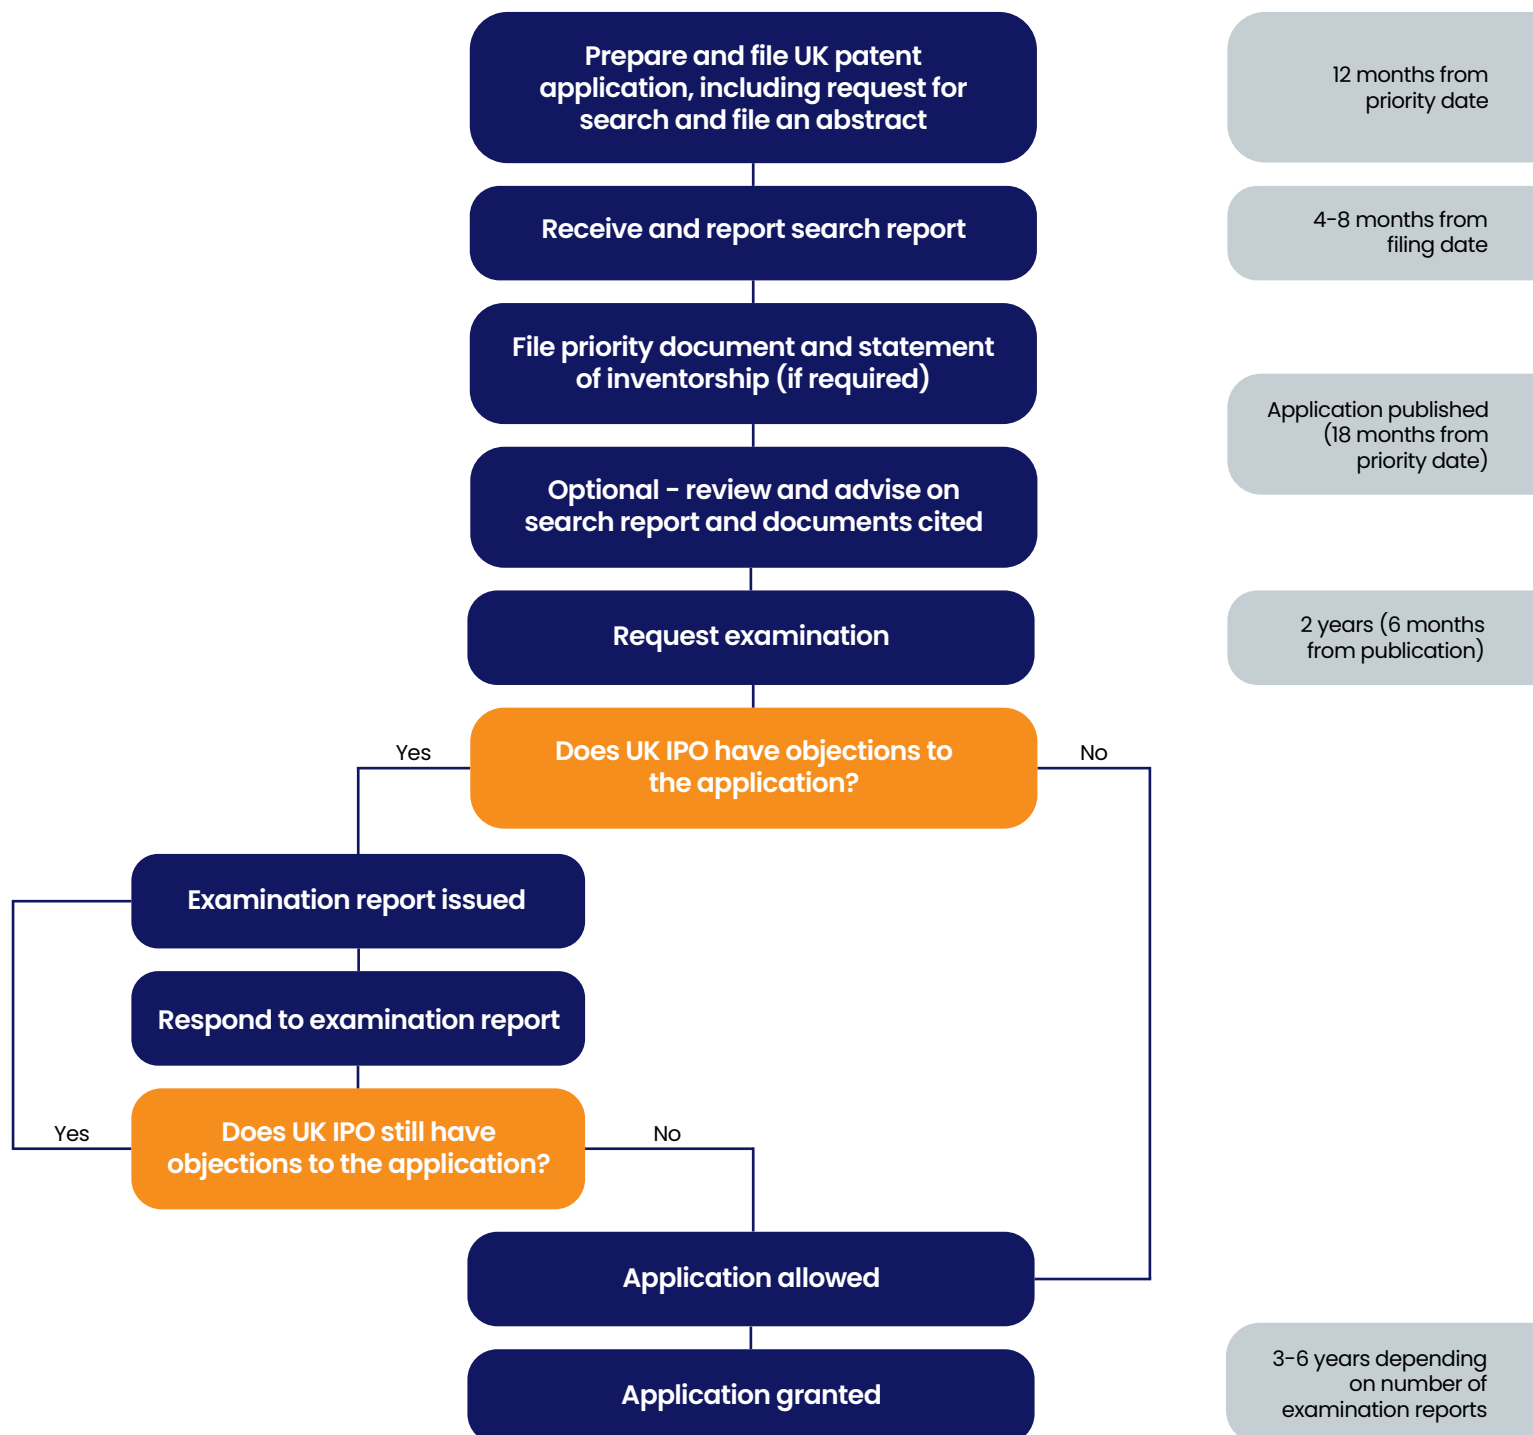 Prepare and file UK patent
application, including request for
search and file an abstract
12 months from
priority date
Receive and report search report
4-8 months from
filing date
File priority document and statement
of inventorship (if required)
Application published
(18 months from
priority date)
Optional - review and advise on
search report and documents cited
Request examination
2 years (6 months
from publication)
Does UK IPO have objections to
the application?
Yes
No
Examination report issued
Respond to examination report
Does UK IPO still have
objections to the application?
Yes
No
Application allowed
Application granted
3-6 years depending
on number of
examination reports